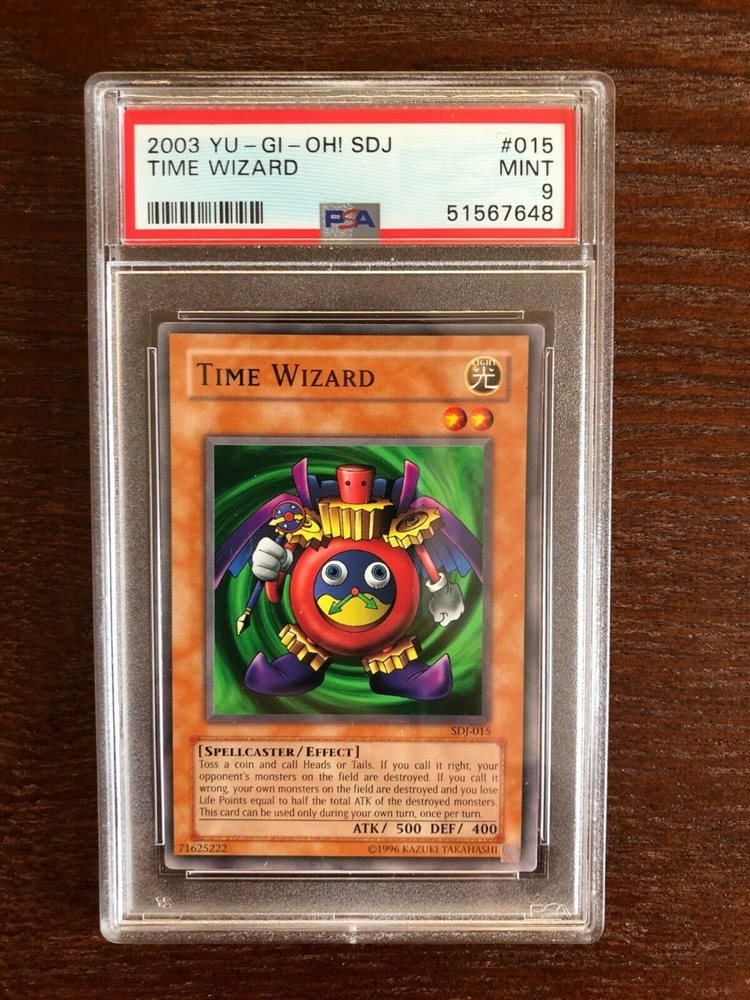 2003 YU-GI-OH! SDJ #015
TIME WIZARD MINT
9
PSA 51567648
TIME WIZARD
LIGHT
光
SDJ-015
[SPELLCASTER/EFFECT]
Toss a coin and call Heads or Tails. If you call it right, your
opponent's monsters on the field are destroyed. If you call it
wrong, your own monsters on the field are destroyed and you lose
Life Points equal to half the total ATK of the destroyed monsters.
This card can be used only during your own turn, once per turn.
ATK/ 500 DEF/ 400
71625222 ©1996 KAZUKI TAKAHASHI
PSA